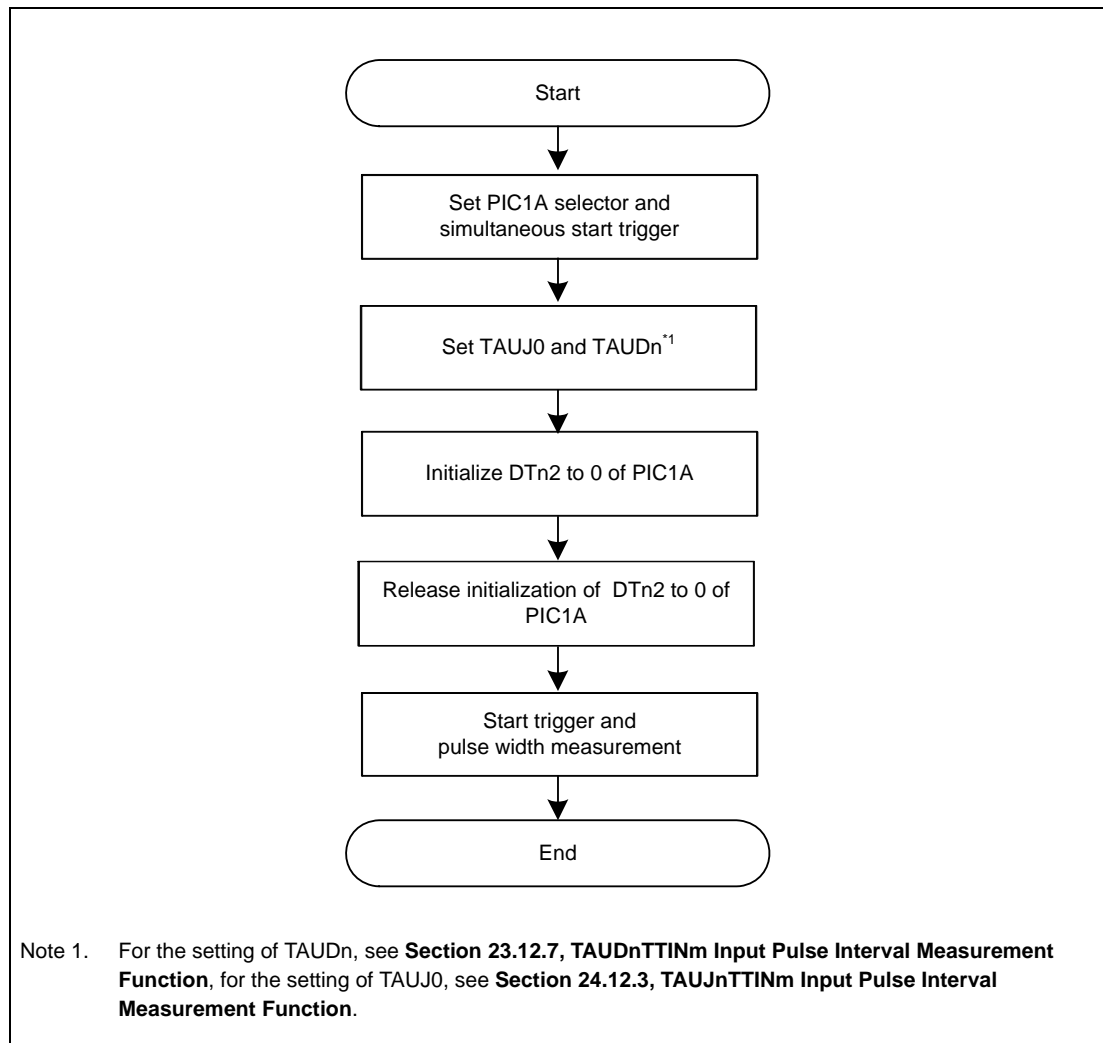 Start
Set PIC1A selector and
simultaneous start trigger
Set TAUJ0 and TAUDn*1
Initialize DTn2 to 0 of PIC1A
Release initialization of DTn2 to 0 of
PIC1A
Start trigger and
pulse width measurement
End
Note 1. For the setting of TAUDn, see Section 23.12.7, TAUDnTTINm Input Pulse Interval Measurement
Function, for the setting of TAUJ0, see Section 24.12.3, TAUJnTTINm Input Pulse Interval
Measurement Function.